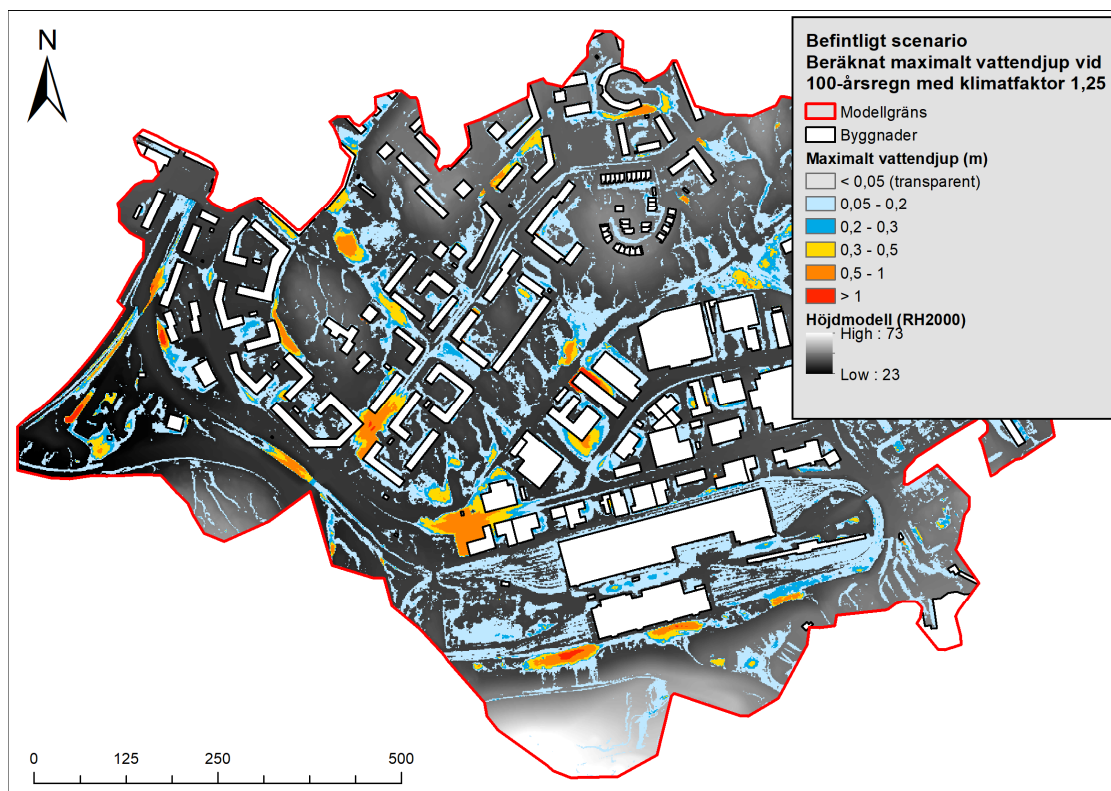 N
Befintligt scenario
Beräknat maximalt vattendjup vid
100-årsregn med klimatfaktor 1,25
Modellgräns
Byggnader
Maximalt vattendjup (m)
< 0,05 (transparent)
0,05 - 0,2
0,2 - 0,3
0,3 - 0,5
0,5 - 1
> 1
Höjdmodell (RH2000)
High : 73
Low : 23
0 125 250 500